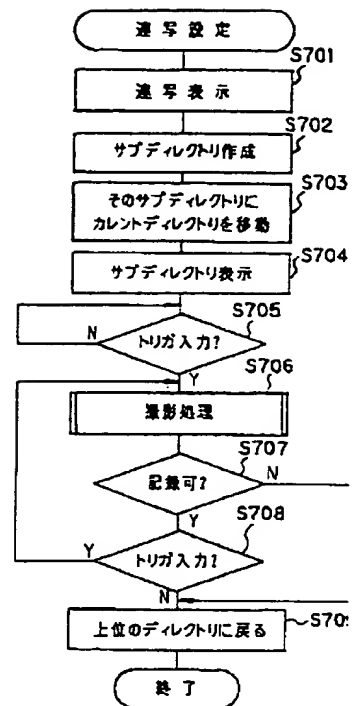 連写設定
S701
連写表示
S702
サブディレクトリ作成
S703
そのサブディレクトリに
カレントディレクトリを移動
S704
サブディレクトリ表示
S705
トリガ入力?
N
Y
S706
撮影処理
S707
記録可?
N
Y
S708
トリガ入力?
Y
N
上位のディレクトリに戻る
終了